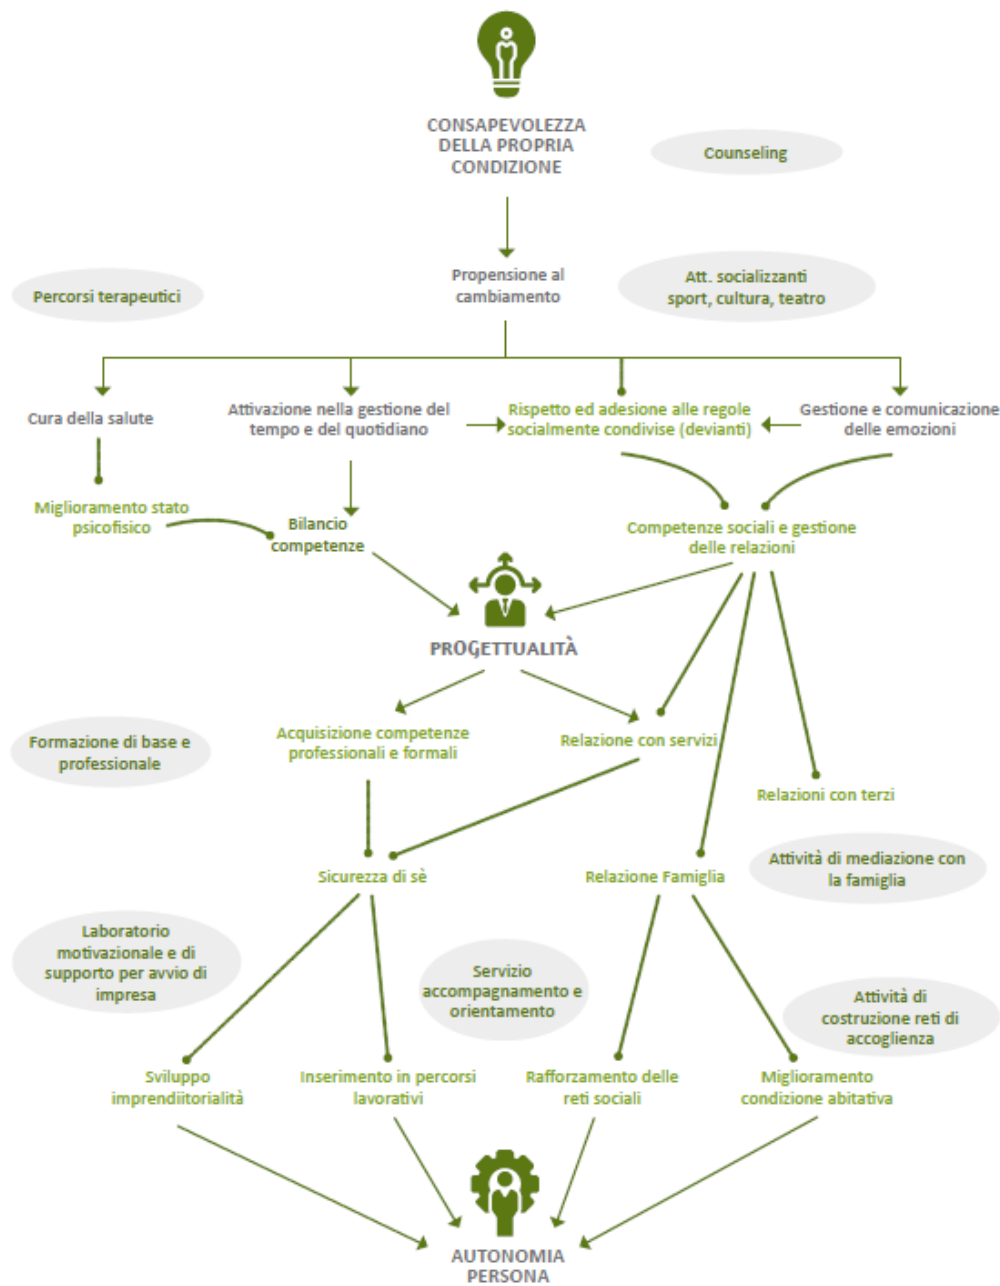 CONSAPEVOLEZZA
DELLA PROPRIA
CONDIZIONE
Counseling
Propensione al
cambiamento
Att. socializzanti
sport, cultura, teatro
Percorsi terapeutici
Cura della salute
Attivazione nella gestione del
tempo e del quotidiano
Rispetto ed adesione alle regole
socialmente condivise (devianti)
Gestione e comunicazione
delle emozioni
Miglioramento stato
psicofisico
Bilancio
competenze
Competenze sociali e gestione
delle relazioni
PROGETTUALITÀ
Formazione di base e
professionale
Acquisizione competenze
professionali e formali
Relazione con servizi
Relazioni con terzi
Sicurezza di sè
Relazione Famiglia
Attività di mediazione con
la famiglia
Laboratorio
motivazionale e di
supporto per avvio di
impresa
Servizio
accompagnamento e
orientamento
Attività di
costruzione reti di
accoglienza
Sviluppo
imprendiitorialità
Inserimento in percorsi
lavorativi
Rafforzamento delle
reti sociali
Miglioramento
condizione abitativa
AUTONOMIA
PERSONA